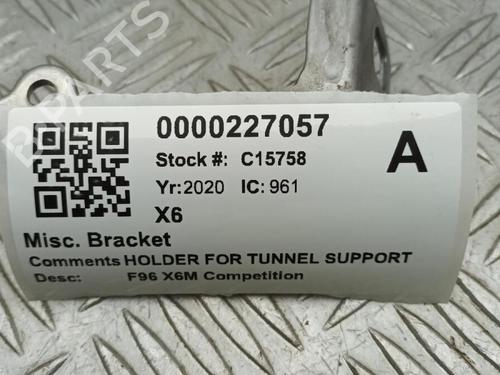 0000227057
Stock #: C15758
A
Yr: 2020 IC: 961
X6
Misc. Bracket
Comments HOLDER FOR TUNNEL SUPPORT
Desc: F96 X6M Competition